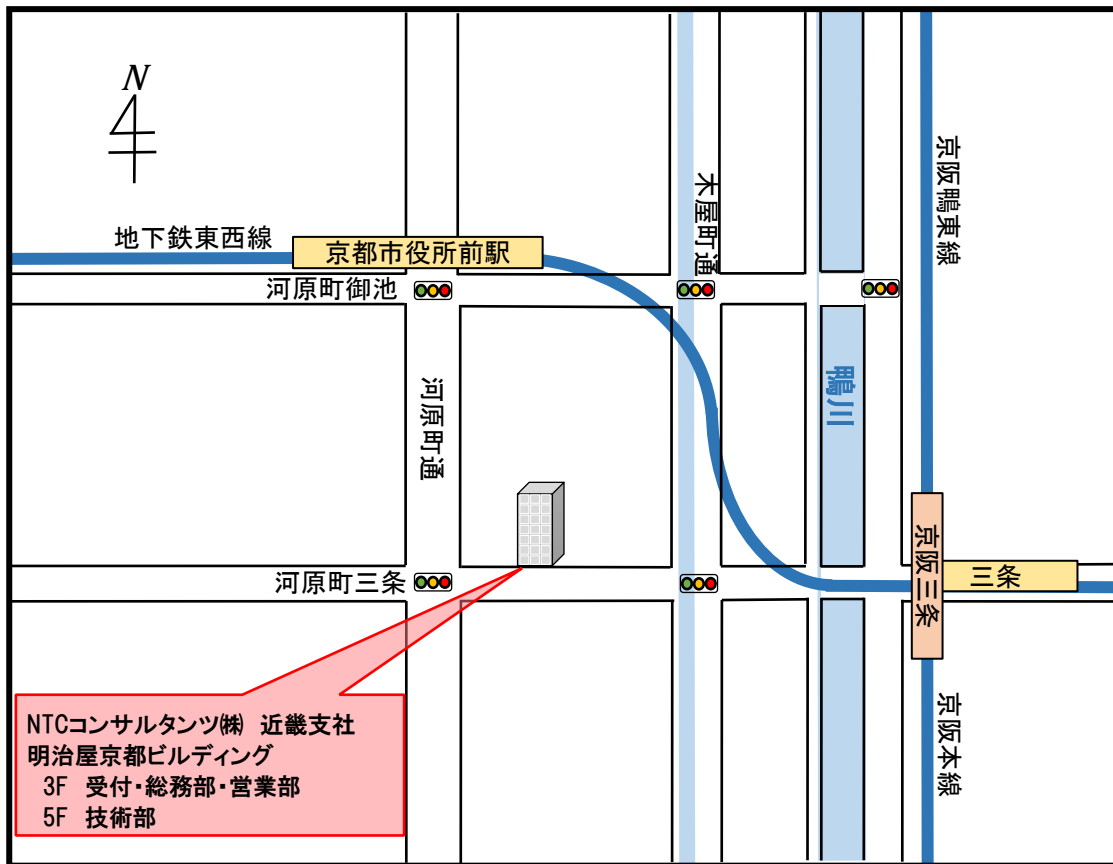 N
木屋町通
京阪鴨東線
地下鉄東西線
京都市役所前駅
河原町御池
河原町通
鴨川
河原町三条
京阪三条
三条
NTCコンサルタンツ㈱ 近畿支社
明治屋京都ビルディング
3F 受付・総務部・営業部
5F 技術部
京阪本線